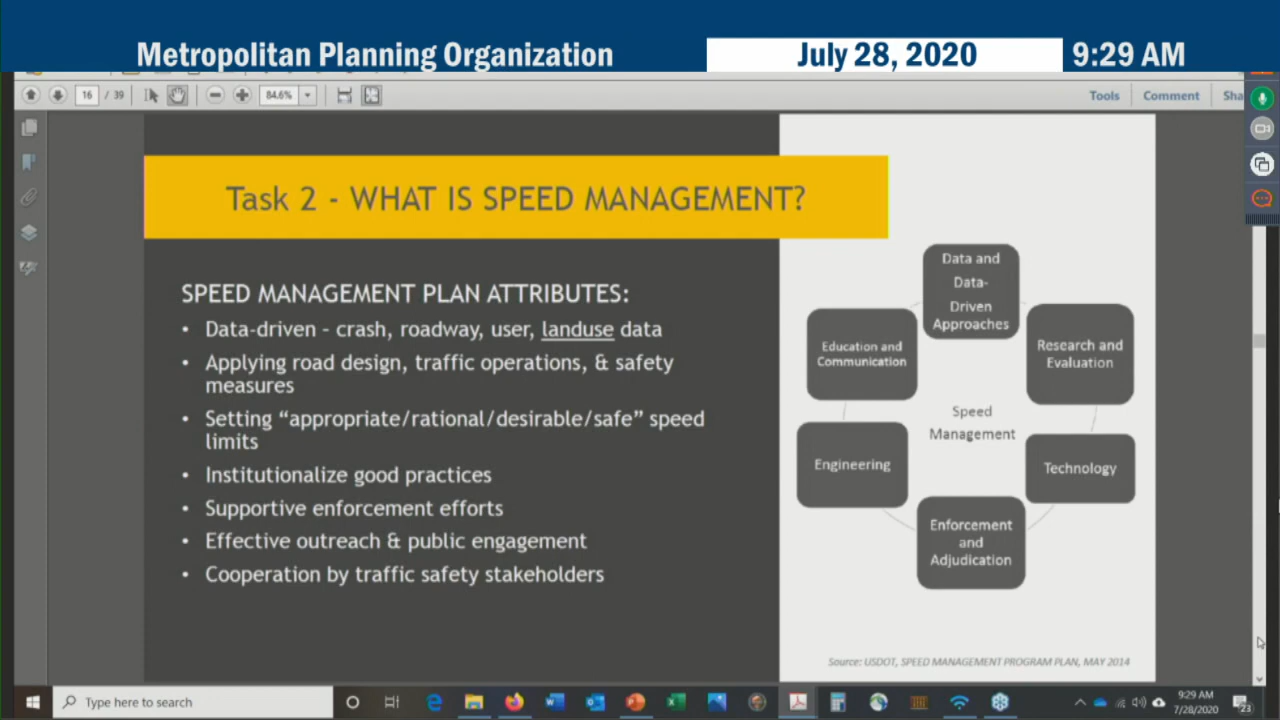 Metropolitan Planning Organization
July 28, 2020
9:29 AM
16 / 39
84.6%
Tools
Comment
Sha
Task 2 - WHAT IS SPEED MANAGEMENT?
SPEED MANAGEMENT PLAN ATTRIBUTES:
• Data-driven - crash, roadway, user, landuse data
• Applying road design, traffic operations, & safety
measures
• Setting “appropriate/rational/desirable/safe” speed
limits
• Institutionalize good practices
• Supportive enforcement efforts
• Effective outreach & public engagement
• Cooperation by traffic safety stakeholders
Data and
Data-
Driven
Approaches
Education and
Communication
Research and
Evaluation
Speed
Management
Engineering
Technology
Enforcement
and
Adjudication
Source: USDOT, SPEED MANAGEMENT PROGRAM PLAN, MAY 2014
Type here to search
9:29 AM
7/28/2020
23